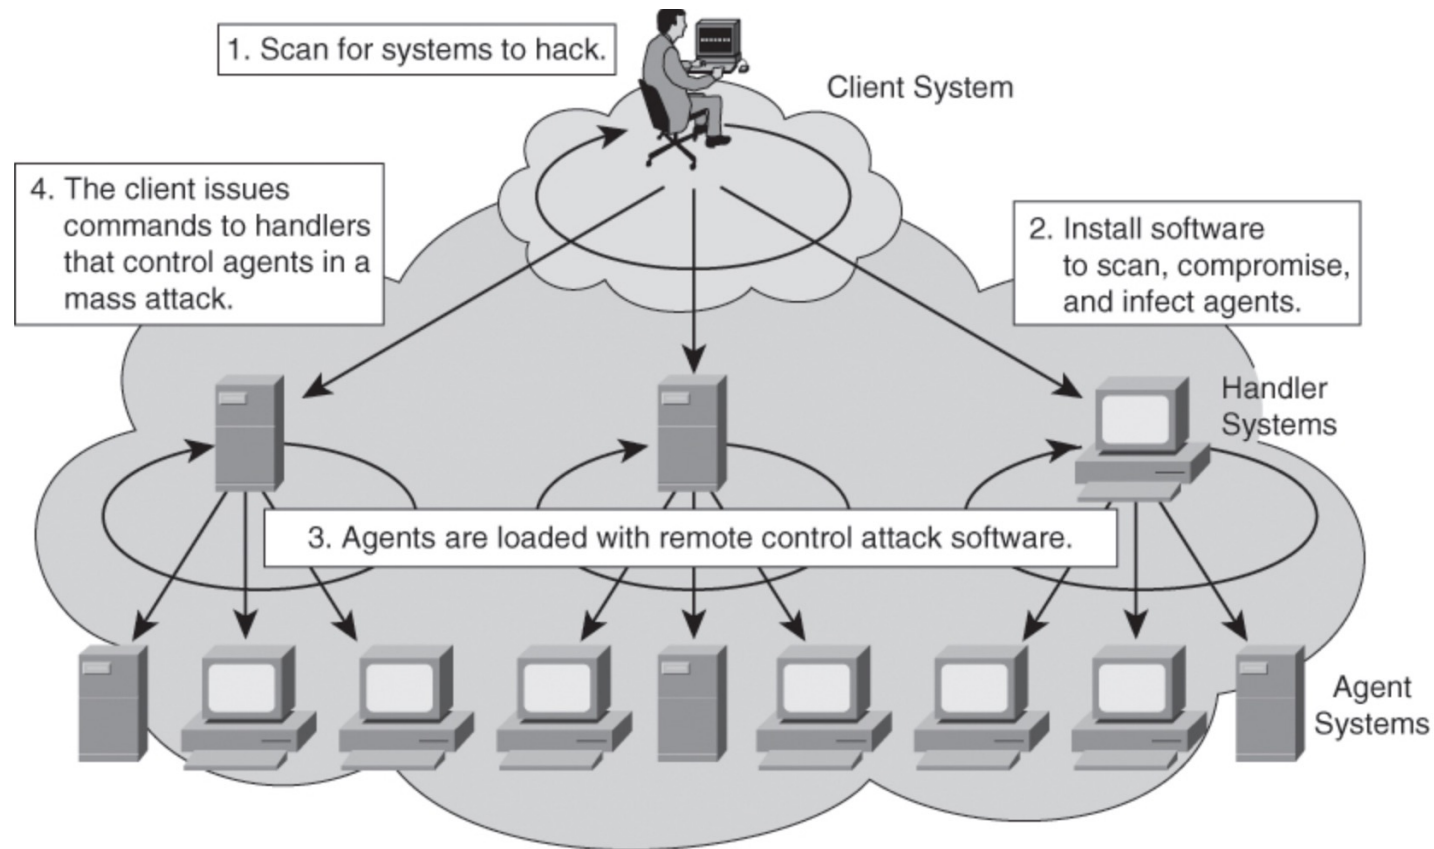 1. Scan for systems to hack.
Client System
4. The client issues
commands to handlers
that control agents in a
mass attack.
2. Install software
to scan, compromise,
and infect agents.
Handler
Systems
3. Agents are loaded with remote control attack software.
Agent
Systems